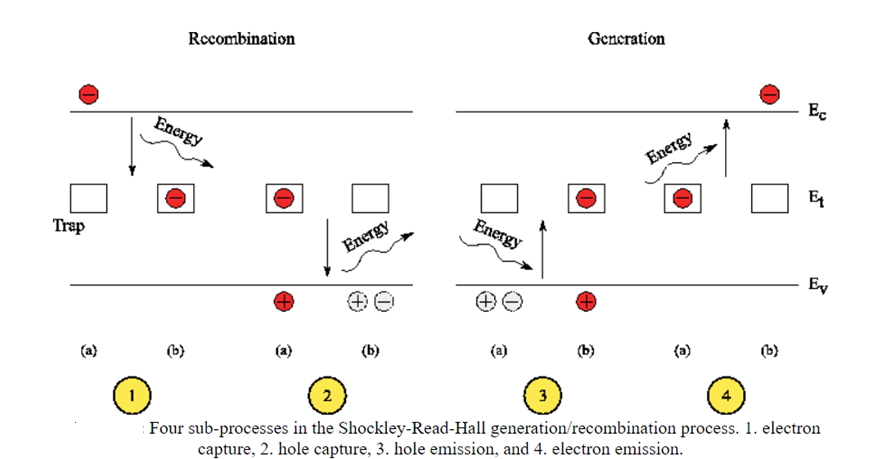 Recombination
Generation
Ec
Energy
Energy
Et
Trap
Energy
Energy
Ev
(a) (b) (a) (b) (a) (b) (a) (b)
1 2 3 4
: Four sub-processes in the Shockley-Read-Hall generation/recombination process. 1. electron
capture, 2. hole capture, 3. hole emission, and 4. electron emission.